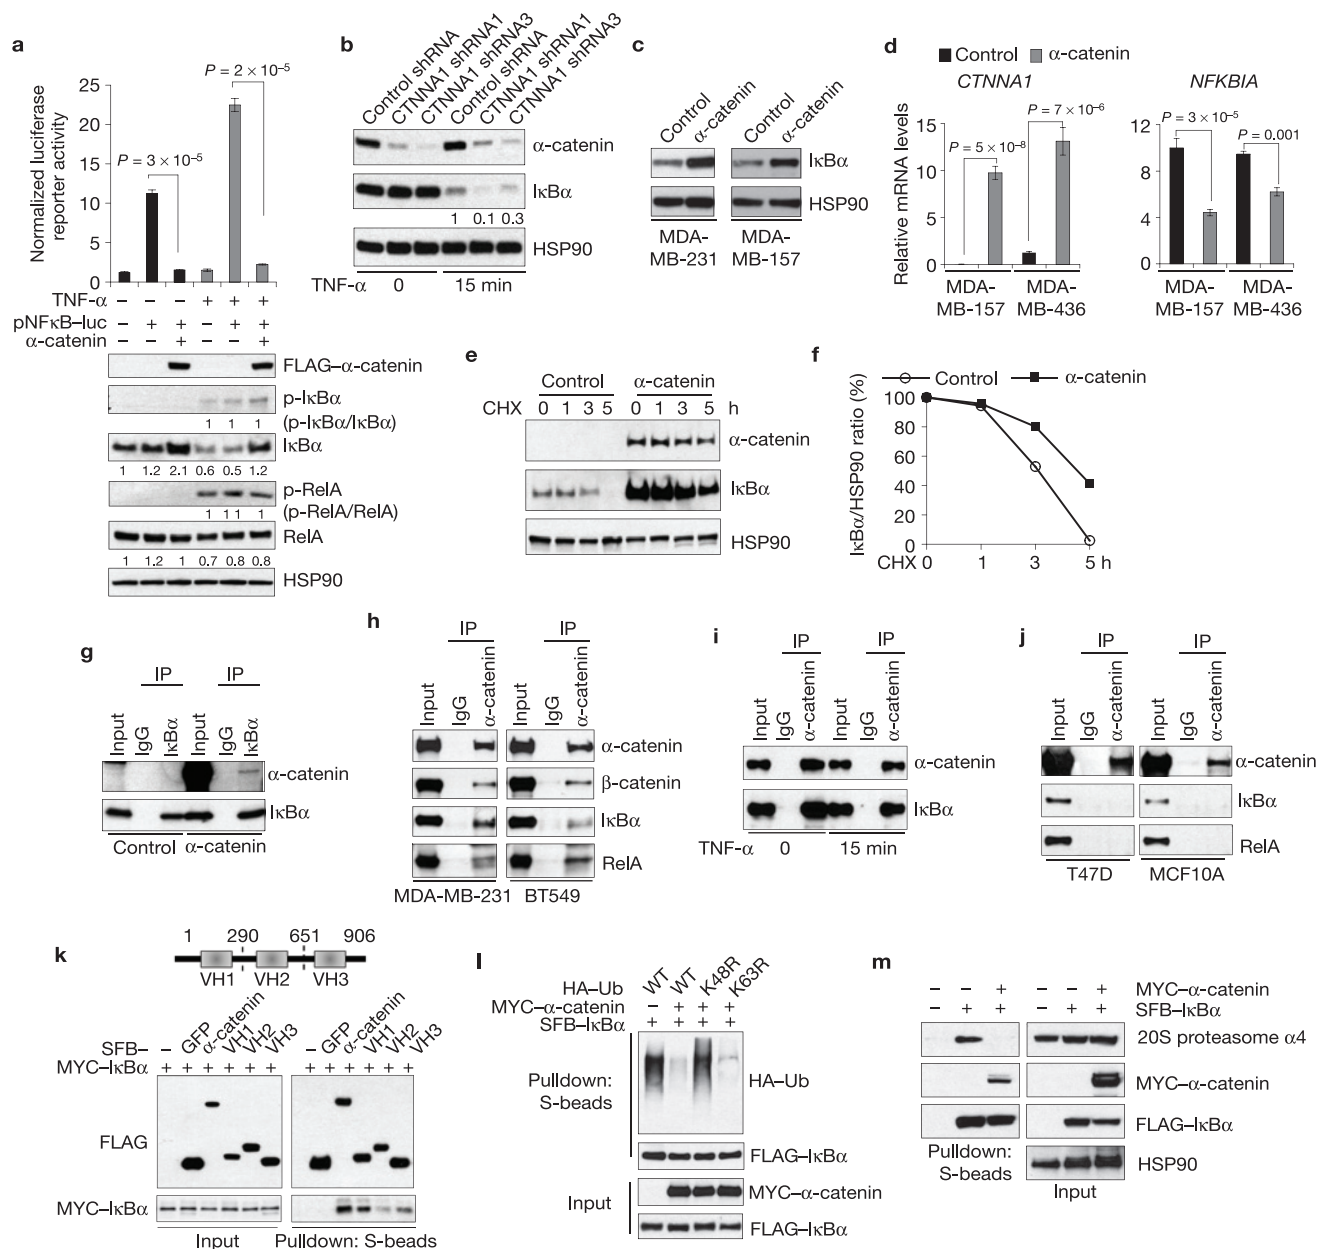 a
Normalized luciferase
reporter activity
25
20
15
10
5
0
P = 3 × 10⁻⁵
P = 2 × 10⁻⁵
– – – + + + TNF-α
– + + – + + pNFκB–luc
– – + – – + α-catenin
FLAG–α-catenin
p-IκBα
1 1 1 (p-IκBα/IκBα)
IκBα
1 1.2 2.1 0.6 0.5 1.2
p-RelA
1 1 1 1 (p-RelA/RelA)
RelA
1 1.2 1 0.7 0.8 0.8
HSP90
b
Control shRNA
CTNNA1 shRNA1
CTNNA1 shRNA3
Control shRNA
CTNNA1 shRNA1
CTNNA1 shRNA3
α-catenin
IκBα
1 0.1 0.3
HSP90
TNF-α 0 15 min
c
Control
α-catenin
Control
α-catenin
IκBα
HSP90
MDA-
MB-231
MDA-
MB-157
d
Control α-catenin
CTNNA1
NFKBIA
Relative mRNA levels
15
10
5
0
P = 5 × 10⁻⁸
P = 7 × 10⁻⁶
MDA-
MB-157
MDA-
MB-436
12
8
4
0
P = 3 × 10⁻⁵
P = 0.001
MDA-
MB-157
MDA-
MB-436
e
Control α-catenin
CHX 0 1 3 5 0 1 3 5 h
α-catenin
IκBα
HSP90
f
Control α-catenin
IκBα/HSP90 ratio (%)
100
80
60
40
20
0
CHX 0 1 3 5 h
g
IP IP
Input
IgG
IκBα
Input
IgG
IκBα
α-catenin
IκBα
Control α-catenin
h
IP IP
Input
IgG
α-catenin
Input
IgG
α-catenin
α-catenin
β-catenin
IκBα
RelA
MDA-MB-231 BT549
i
IP IP
Input
IgG
α-catenin
Input
IgG
α-catenin
α-catenin
IκBα
TNF-α 0 15 min
j
IP IP
Input
IgG
α-catenin
Input
IgG
α-catenin
α-catenin
IκBα
RelA
T47D MCF10A
k
1 290 651 906
VH1 VH2 VH3
SFB– – GFP α-catenin VH1 VH2 VH3 – GFP α-catenin VH1 VH2 VH3
MYC–IκBα + + + + + + + + + + + +
FLAG
MYC–IκBα
Input Pulldown: S-beads
l
HA–Ub WT WT K48R K63R
MYC–α-catenin – + + +
SFB–IκBα + + + +
Pulldown:
S-beads
HA–Ub
FLAG–IκBα
Input
MYC–α-catenin
FLAG–IκBα
m
– – + – – + MYC–α-catenin
– + + – + + SFB–IκBα
20S proteasome α4
MYC–α-catenin
FLAG–IκBα
HSP90
Pulldown:
S-beads
Input